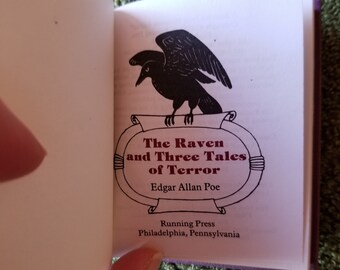 The Raven
and Three Tales
of Terror
Edgar Allan Poe
Running Press
Philadelphia, Pennsylvania